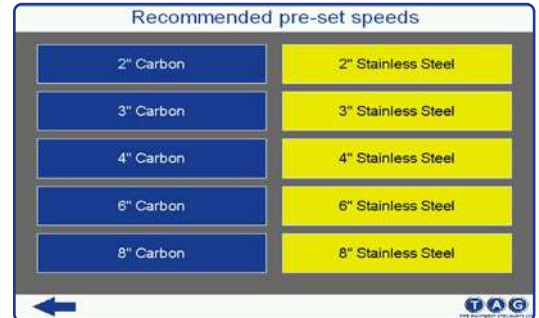 Recommended pre-set speeds
2" Carbon
2" Stainless Steel
3" Carbon
3" Stainless Steel
4" Carbon
4" Stainless Steel
6" Carbon
6" Stainless Steel
8" Carbon
8" Stainless Steel
TAG